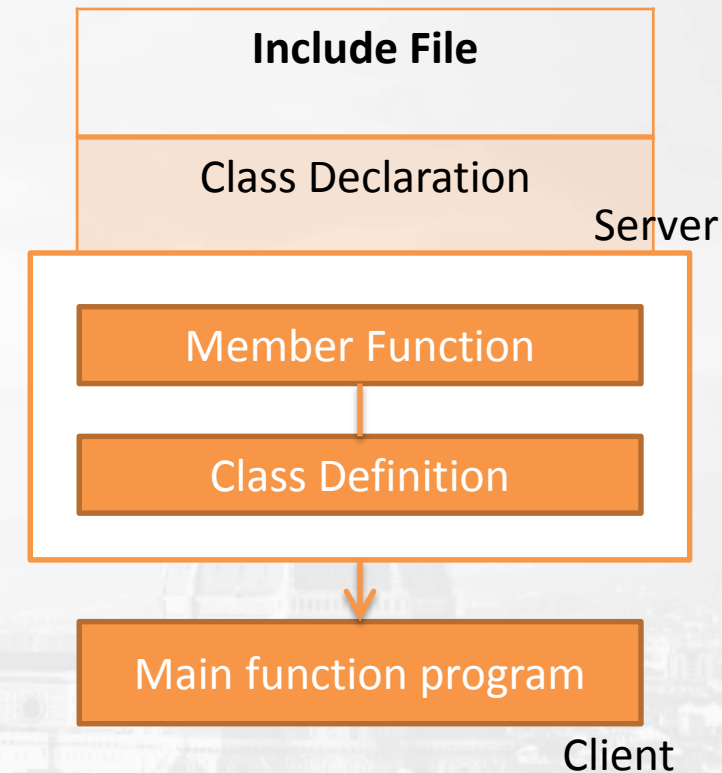 Include File
Class Declaration
Server
Member Function
Class Definition
Main function program
Client